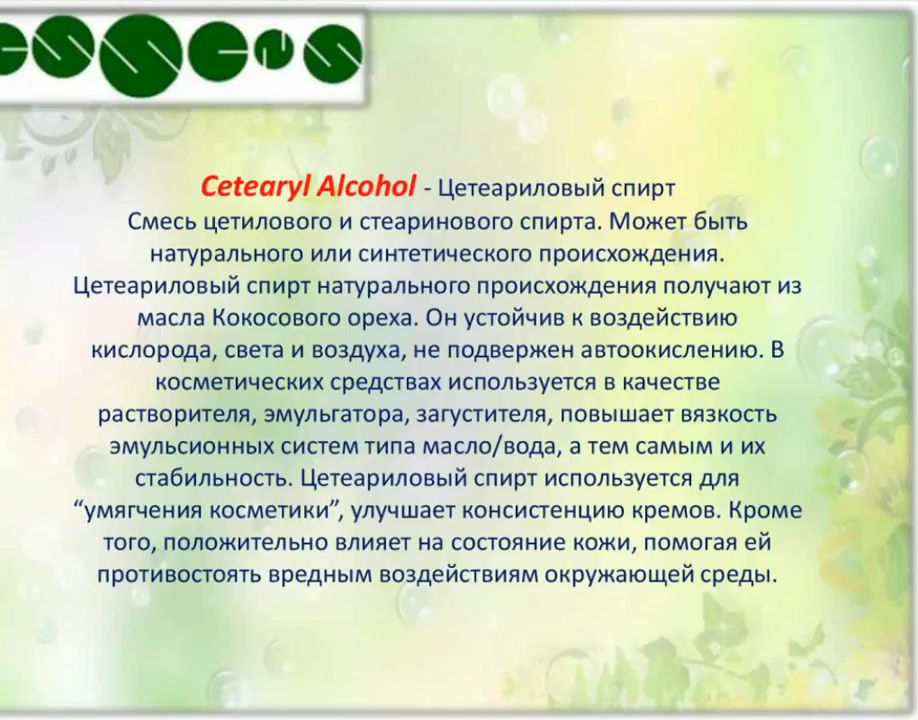 Cetearyl Alcohol - Цетеариловый спирт
Смесь цетилового и стеаринового спирта. Может быть
натурального или синтетического происхождения.
Цетеариловый спирт натурального происхождения получают из
масла Кокосового ореха. Он устойчив к воздействию
кислорода, света и воздуха, не подвержен автоокислению. В
косметических средствах используется в качестве
растворителя, эмульгатора, загустителя, повышает вязкость
эмульсионных систем типа масло/вода, а тем самым и их
стабильность. Цетеариловый спирт используется для
“умягчения косметики”, улучшает консистенцию кремов. Кроме
того, положительно влияет на состояние кожи, помогая ей
противостоять вредным воздействиям окружающей среды.